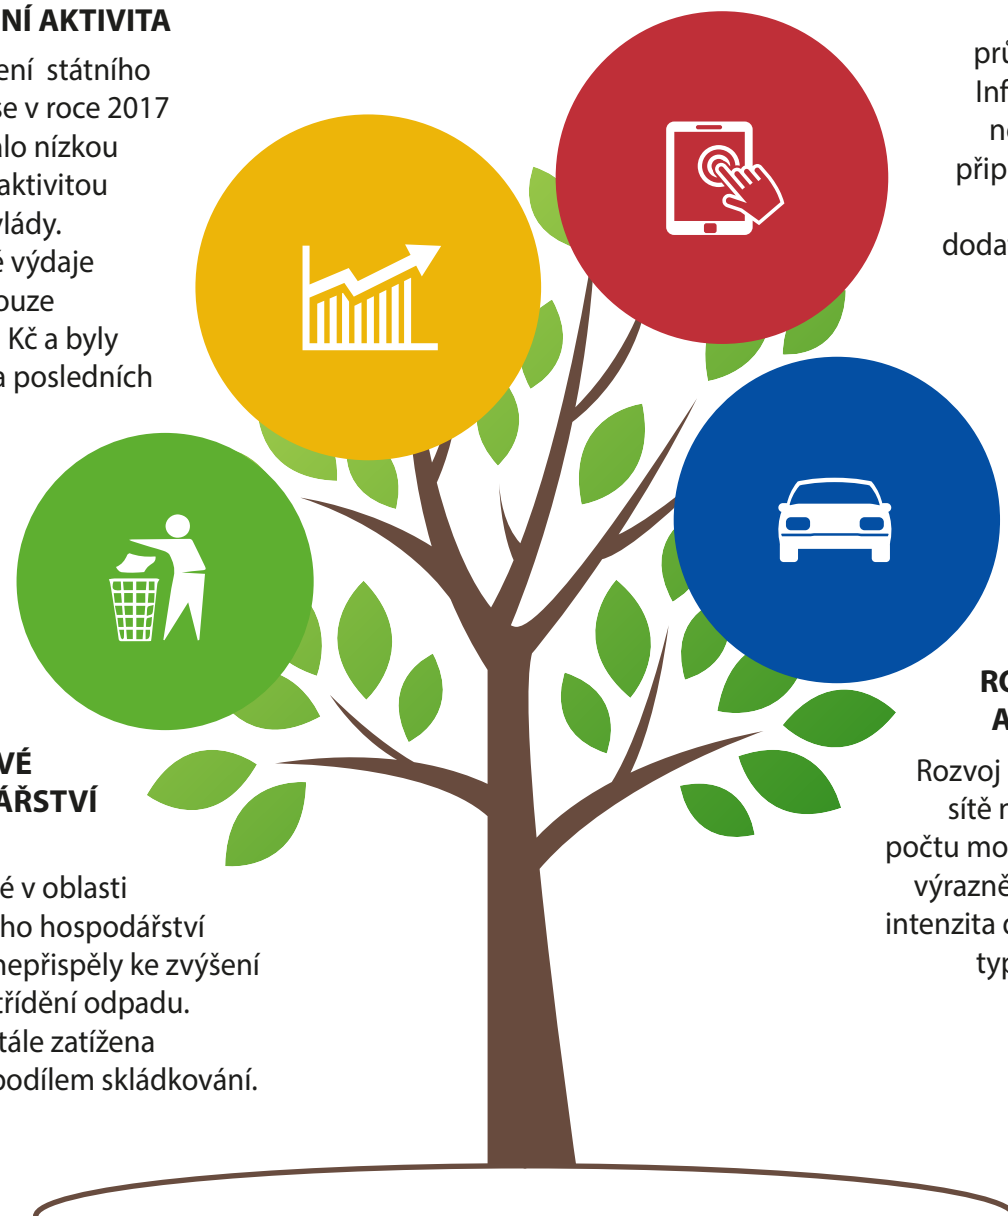 NÍ AKTIVITA
ení státního
se v roce 2017
alo nízkou
aktivitou
vlády.
é výdaje
ouze
Kč a byly
a posledních
prů
Inf
ne
přip
doda
VÉ
ÁŘSTVÍ
é v oblasti
ho hospodářství
nepřispěly ke zvýšení
třídění odpadu.
tále zatížena
podílem skládkování.
RO
A
Rozvoj
sítě n
počtu mo
výrazně
intenzita d
typ